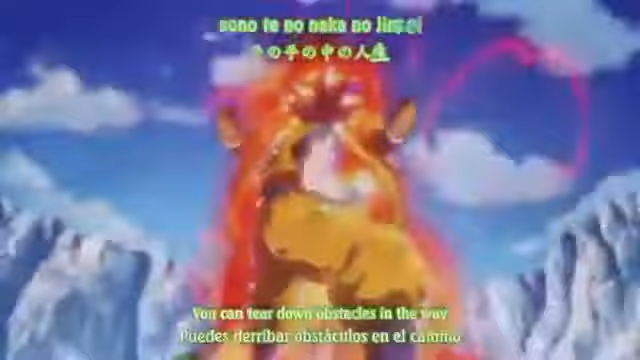 sono te no naka no Jinsei
その手の中の人生
You can tear down obstacles in the way
Puedes derribar obstáculos en el camino